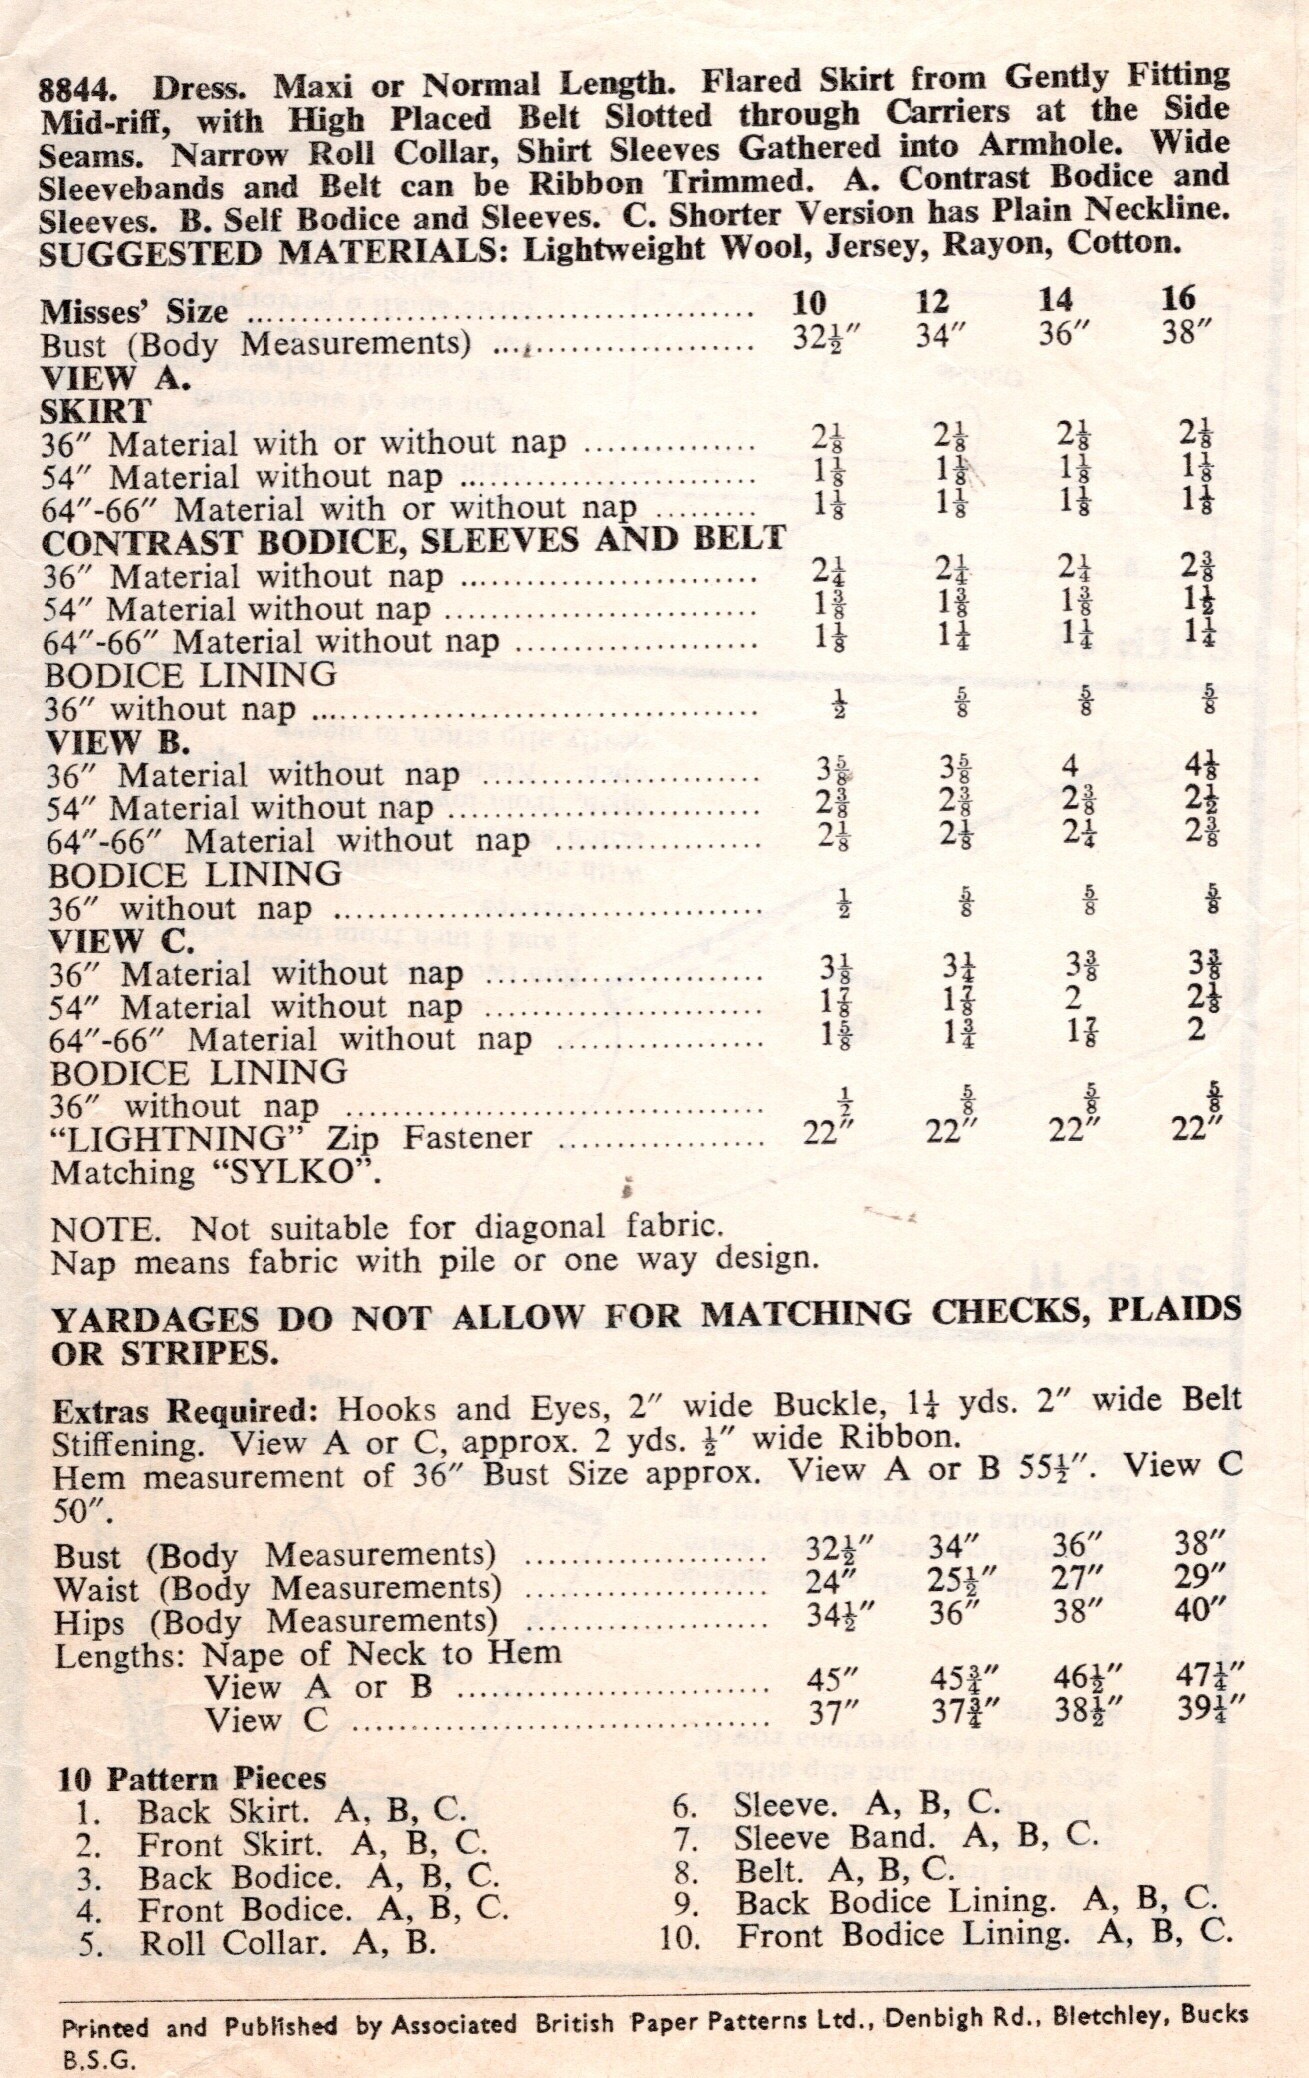 8844. Dress. Maxi or Normal Length. Flared Skirt from Gently Fitting
Mid-riff, with High Placed Belt Slotted through Carriers at the Side
Seams. Narrow Roll Collar, Shirt Sleeves Gathered into Armhole. Wide
Sleevebands and Belt can be Ribbon Trimmed. A. Contrast Bodice and
Sleeves. B. Self Bodice and Sleeves. C. Shorter Version has Plain Neckline.
SUGGESTED MATERIALS: Lightweight Wool, Jersey, Rayon, Cotton.
Misses' Size ........ 10 12 14 16
Bust (Body Measurements) ........ 32½″ 34″ 36″ 38″
VIEW A.
SKIRT
36″ Material with or without nap ........ 2⅛ 2⅛ 2⅛ 2⅛
54″ Material without nap ........ 1⅛ 1⅛ 1⅛ 1⅛
64″-66″ Material with or without nap ........ 1⅛ 1⅛ 1⅛ 1⅛
CONTRAST BODICE, SLEEVES AND BELT
36″ Material without nap ........ 2¼ 2¼ 2¼ 2⅜
54″ Material without nap ........ 1⅜ 1⅜ 1⅜ 1½
64″-66″ Material without nap ........ 1⅛ 1¼ 1¼ 1¼
BODICE LINING
36″ without nap ........ ½ ⅝ ⅝ ⅝
VIEW B.
36″ Material without nap ........ 3⅝ 3⅝ 4 4⅛
54″ Material without nap ........ 2⅜ 2⅜ 2⅜ 2½
64″-66″ Material without nap ........ 2⅛ 2⅛ 2¼ 2⅜
BODICE LINING
36″ without nap ........ ½ ⅝ ⅝ ⅝
VIEW C.
36″ Material without nap ........ 3⅛ 3¼ 3⅜ 3⅜
54″ Material without nap ........ 1⅞ 1⅞ 2 2⅛
64″-66″ Material without nap ........ 1⅝ 1¾ 1⅞ 2
BODICE LINING
36″ without nap ........ ½ ⅝ ⅝ ⅝
“LIGHTNING” Zip Fastener ........ 22″ 22″ 22″ 22″
Matching “SYLKO”.
NOTE. Not suitable for diagonal fabric.
Nap means fabric with pile or one way design.
YARDAGES DO NOT ALLOW FOR MATCHING CHECKS, PLAIDS
OR STRIPES.
Extras Required: Hooks and Eyes, 2″ wide Buckle, 1¼ yds. 2″ wide Belt
Stiffening. View A or C, approx. 2 yds. ½″ wide Ribbon.
Hem measurement of 36″ Bust Size approx. View A or B 55½″. View C
50″.
Bust (Body Measurements) ........ 32½″ 34″ 36″ 38″
Waist (Body Measurements) ........ 24″ 25½″ 27″ 29″
Hips (Body Measurements) ........ 34½″ 36″ 38″ 40″
Lengths: Nape of Neck to Hem
View A or B ........ 45″ 45¾″ 46½″ 47¼″
View C ........ 37″ 37¾″ 38½″ 39¼″
10 Pattern Pieces
1. Back Skirt. A, B, C.
2. Front Skirt. A, B, C.
3. Back Bodice. A, B, C.
4. Front Bodice. A, B, C.
5. Roll Collar. A, B.
6. Sleeve. A, B, C.
7. Sleeve Band. A, B, C.
8. Belt. A, B, C.
9. Back Bodice Lining. A, B, C.
10. Front Bodice Lining. A, B, C.
Printed and Published by Associated British Paper Patterns Ltd., Denbigh Rd., Bletchley, Bucks
B.S.G.